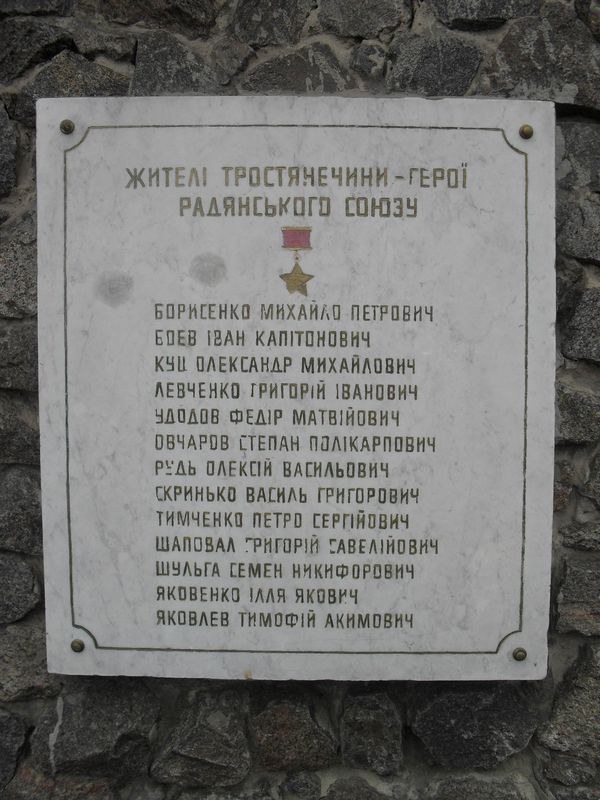 ЖИТЕЛІ ТРОСТЯНЕЧИНИ – ГЕРОЇ
РАДЯНСЬКОГО СОЮЗУ
БОРИСЕНКО МИХАЙЛО ПЕТРОВИЧ
БОЕВ ІВАН КАПІТОНОВИЧ
КУЦ ОЛЕКСАНДР МИХАЙЛОВИЧ
ЛЕВЧЕНКО ГРИГОРІЙ ІВАНОВИЧ
УДОДОВ ФЕДІР МАТВІЙОВИЧ
ОВЧАРОВ СТЕПАН ПОЛІКАРПОВИЧ
РУДЬ ОЛЕКСІЙ ВАСИЛЬОВИЧ
СКРИНЬКО ВАСИЛЬ ГРИГОРОВИЧ
ТИМЧЕНКО ПЕТРО СЕРГІЙОВИЧ
ШАПОВАЛ ГРИГОРІЙ САВЕЛІЙОВИЧ
ШУЛЬГА СЕМЕН НИКИФОРОВИЧ
ЯКОВЕНКО ІЛЛЯ ЯКОВИЧ
ЯКОВЛЕВ ТИМОФІЙ АКИМОВИЧ